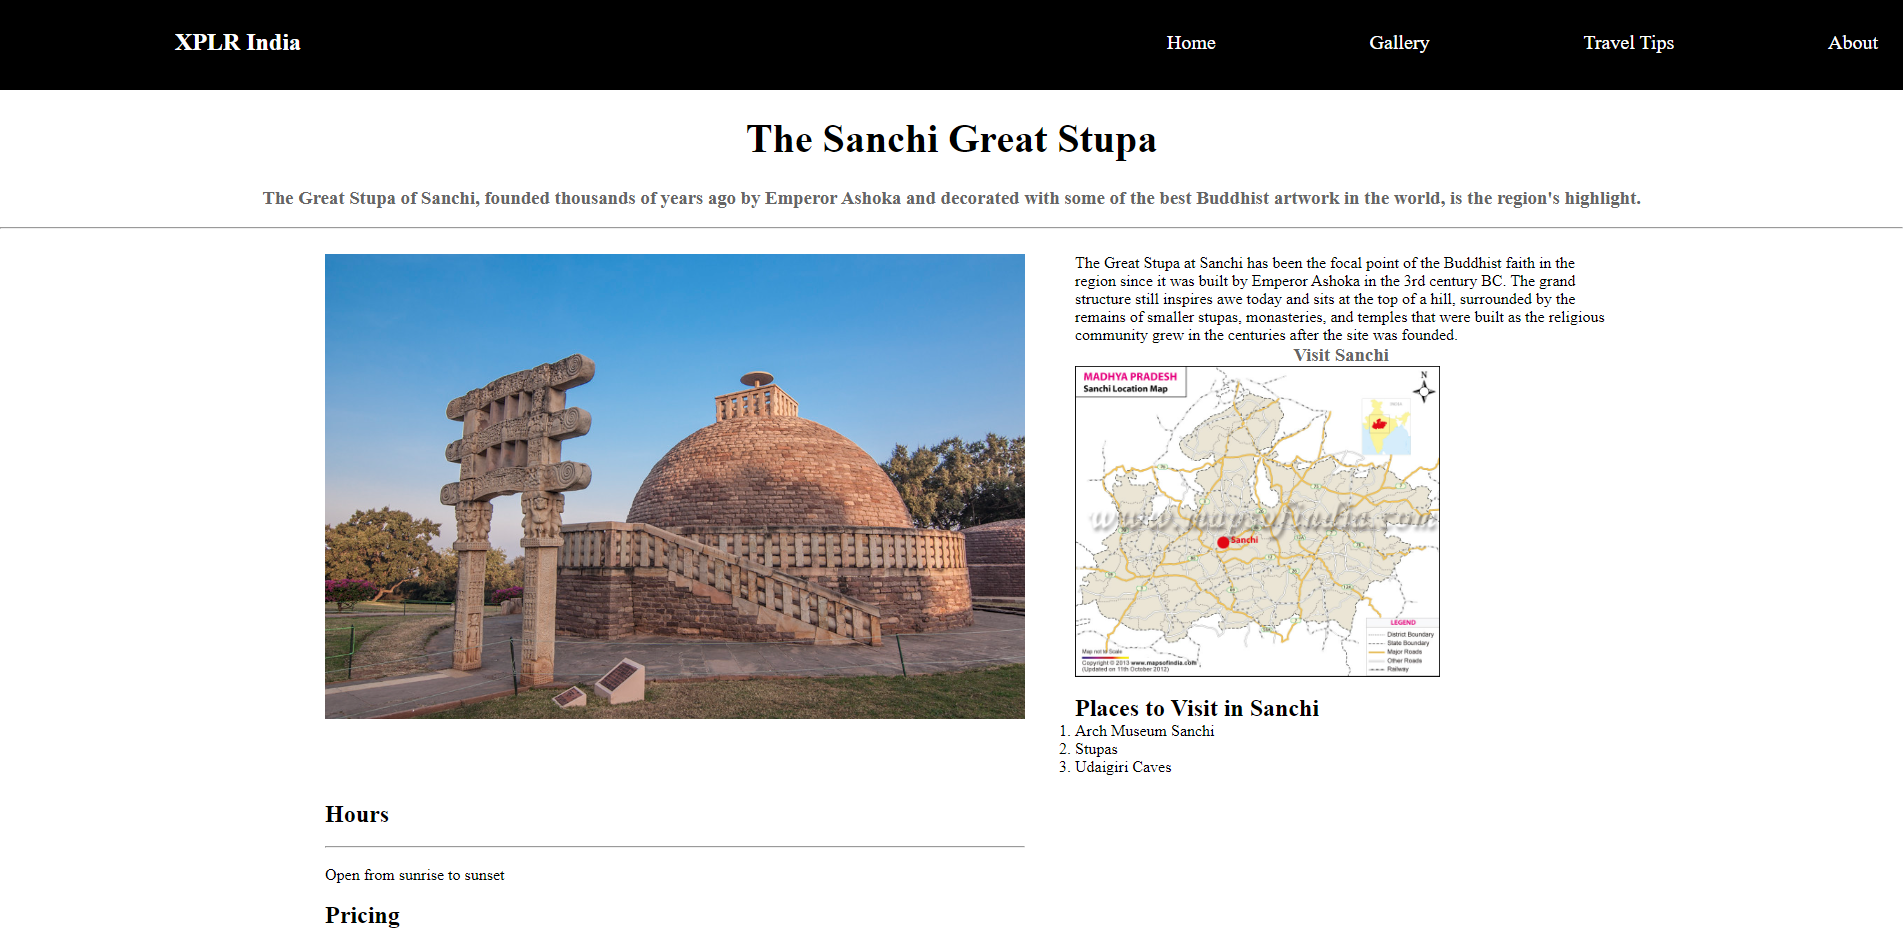 XPLR India
Home
Gallery
Travel Tips
About
The Sanchi Great Stupa
The Great Stupa of Sanchi, founded thousands of years ago by Emperor Ashoka and decorated with some of the best Buddhist artwork in the world, is the region's highlight.
The Great Stupa at Sanchi has been the focal point of the Buddhist faith in the
region since it was built by Emperor Ashoka in the 3rd century BC. The grand
structure still inspires awe today and sits at the top of a hill, surrounded by the
remains of smaller stupas, monasteries, and temples that were built as the religious
community grew in the centuries after the site was founded.
Visit Sanchi
MADHYA PRADESH
Sanchi Location Map
N
www.mapsofindia.com
Sanchi
LEGEND
District Boundary
State Boundary
Major Roads
Other Roads
Railway
Map not to Scale
Copyright © 2013 www.mapsofindia.com
(Updated on 11th October 2012)
Places to Visit in Sanchi
1. Arch Museum Sanchi
2. Stupas
3. Udaigiri Caves
Hours
Open from sunrise to sunset
Pricing